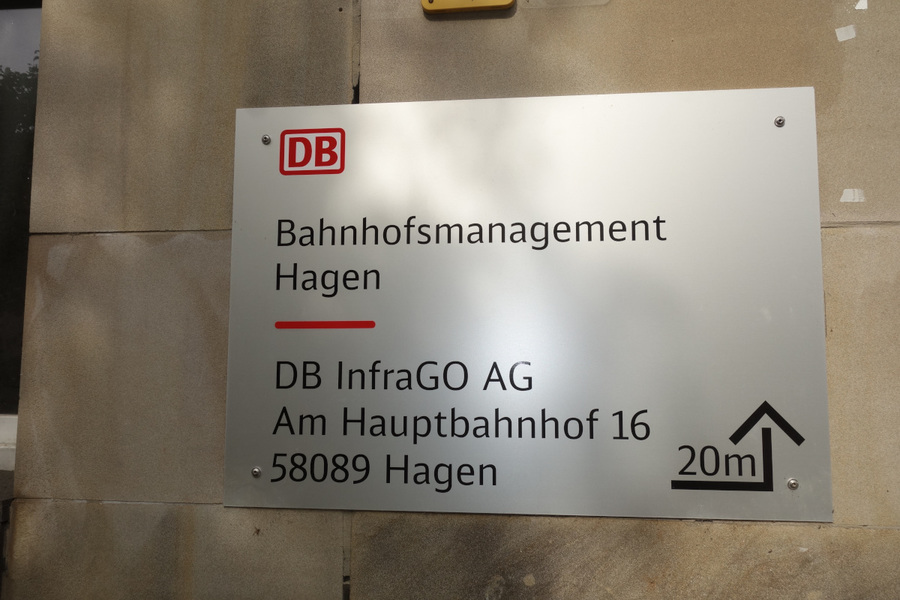 DB
Bahnhofsmanagement
Hagen
DB InfraGO AG
Am Hauptbahnhof 16
58089 Hagen
20m